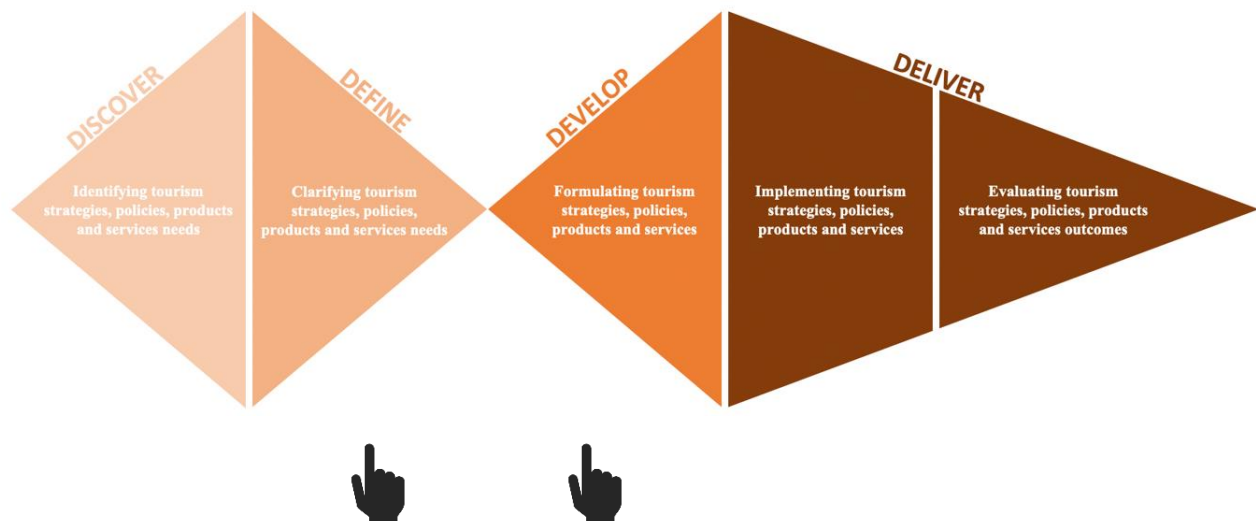 DISCOVER
Identifying tourism
strategies, policies, products
and services needs
DEFINE
Clarifying tourism
strategies, policies,
products and services needs
DEVELOP
Formulating tourism
strategies, policies,
products and services
DELIVER
Implementing tourism
strategies, policies,
products and services
Evaluating tourism
strategies, policies, products
and services outcomes